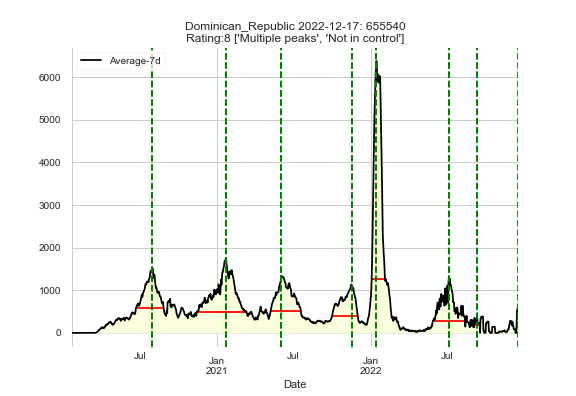 Dominican_Republic 2022-12-17: 655540
Rating:8 ['Multiple peaks', 'Not in control']
Average-7d
6000
5000
4000
3000
2000
1000
0
Jul
Jan
2021
Jul
Jan
2022
Jul
Date